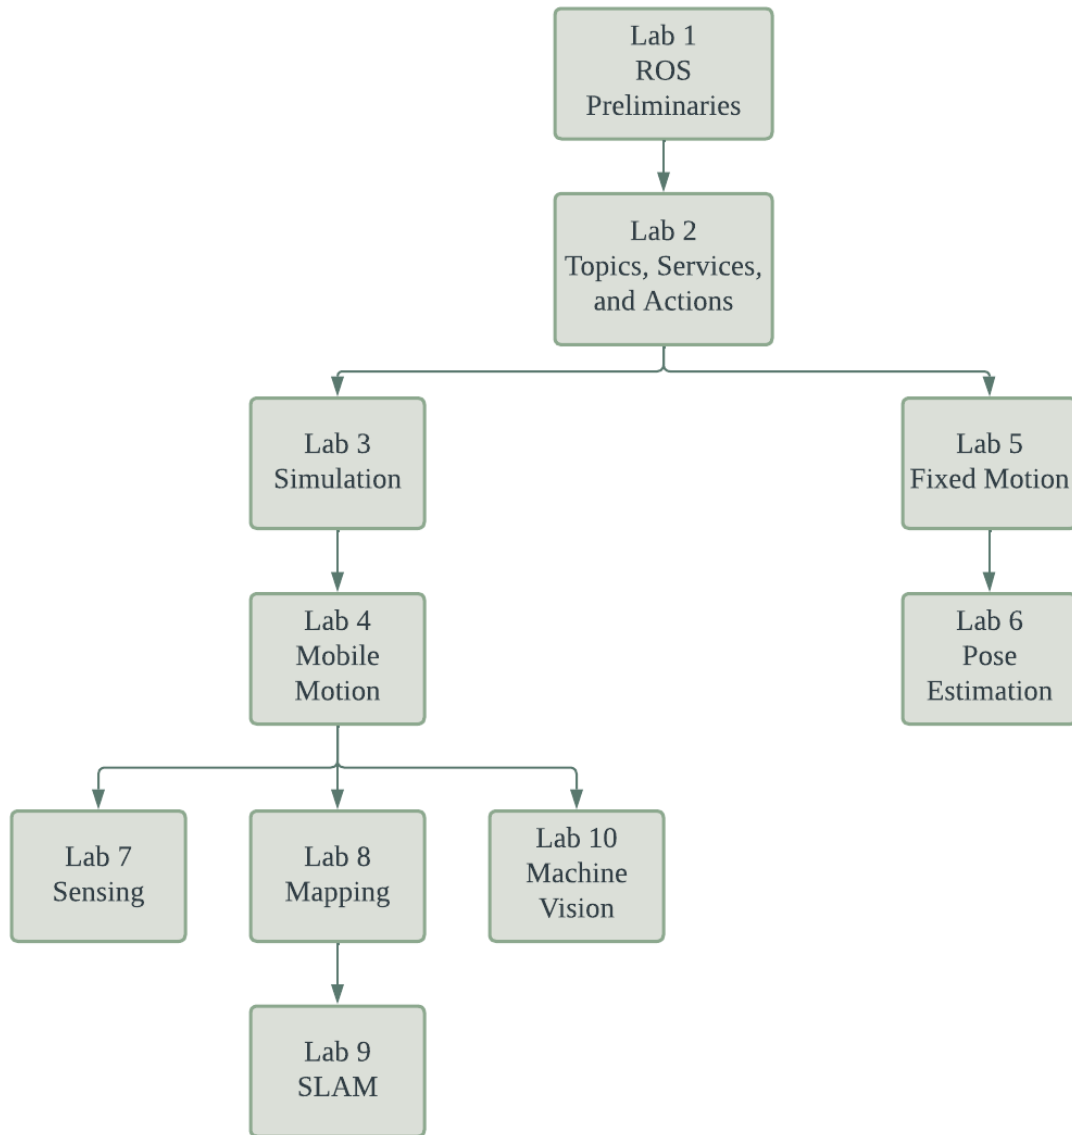 Lab 1
ROS
Preliminaries
Lab 2
Topics, Services,
and Actions
Lab 3
Simulation
Lab 5
Fixed Motion
Lab 4
Mobile
Motion
Lab 6
Pose
Estimation
Lab 7
Sensing
Lab 8
Mapping
Lab 10
Machine
Vision
Lab 9
SLAM